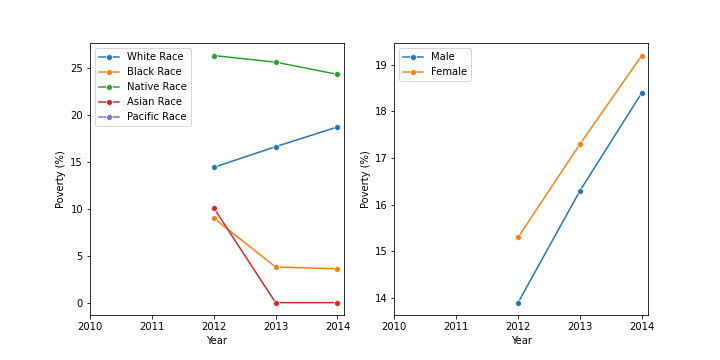 White Race
Black Race
Native Race
Asian Race
Pacific Race
25
20
15
10
5
0
Poverty (%)
2010 2011 2012 2013 2014
Year
Male
Female
19
18
17
16
15
14
Poverty (%)
2010 2011 2012 2013 2014
Year